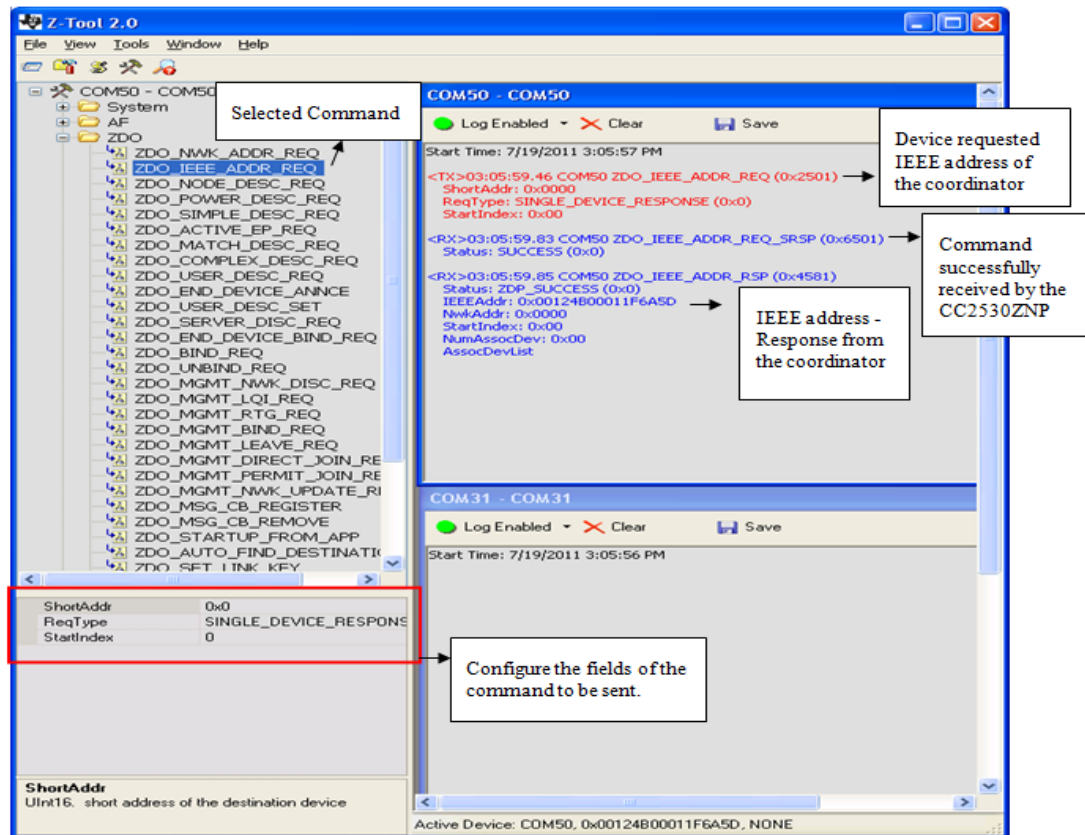 Z-Tool 2.0
File View Tools Window Help
COM50 - COM50
System
AF
ZDO
ZDO_NWK_ADDR_REQ
ZDO_IEEE_ADDR_REQ
ZDO_NODE_DESC_REQ
ZDO_POWER_DESC_REQ
ZDO_SIMPLE_DESC_REQ
ZDO_ACTIVE_EP_REQ
ZDO_MATCH_DESC_REQ
ZDO_COMPLEX_DESC_REQ
ZDO_USER_DESC_REQ
ZDO_END_DEVICE_ANNCE
ZDO_USER_DESC_SET
ZDO_SERVER_DISC_REQ
ZDO_END_DEVICE_BIND_REQ
ZDO_BIND_REQ
ZDO_UNBIND_REQ
ZDO_MGMT_NWK_DISC_REQ
ZDO_MGMT_LQI_REQ
ZDO_MGMT_RTG_REQ
ZDO_MGMT_BIND_REQ
ZDO_MGMT_LEAVE_REQ
ZDO_MGMT_DIRECT_JOIN_RE
ZDO_MGMT_PERMIT_JOIN_RE
ZDO_MGMT_NWK_UPDATE_RI
ZDO_MSG_CB_REGISTER
ZDO_MSG_CB_REMOVE
ZDO_STARTUP_FROM_APP
ZDO_AUTO_FIND_DESTINATI
ZDO_SET_LINK_KEY
Selected Command
COM50 - COM50
Log Enabled Clear Save
Start Time: 7/19/2011 3:05:57 PM
<TX>03:05:59.46 COM50 ZDO_IEEE_ADDR_REQ (0x2501)
ShortAddr: 0x0000
ReqType: SINGLE_DEVICE_RESPONSE (0x0)
StartIndex: 0x00
<RX>03:05:59.83 COM50 ZDO_IEEE_ADDR_REQ_SRSP (0x6501)
Status: SUCCESS (0x0)
<RX>03:05:59.85 COM50 ZDO_IEEE_ADDR_RSP (0x4581)
Status: ZDP_SUCCESS (0x0)
IEEEAddr: 0x00124B00011F6A5D
NwkAddr: 0x0000
StartIndex: 0x00
NumAssocDev: 0x00
AssocDevList
Device requested
IEEE address of
the coordinator
Command
successfully
received by the
CC2530ZNP
IEEE address -
Response from
the coordinator
COM31 - COM31
Log Enabled Clear Save
Start Time: 7/19/2011 3:05:56 PM
ShortAddr 0x0
ReqType SINGLE_DEVICE_RESPONS
StartIndex 0
Configure the fields of the
command to be sent.
ShortAddr
UInt16. short address of the destination device
Active Device: COM50, 0x00124B00011F6A5D, NONE